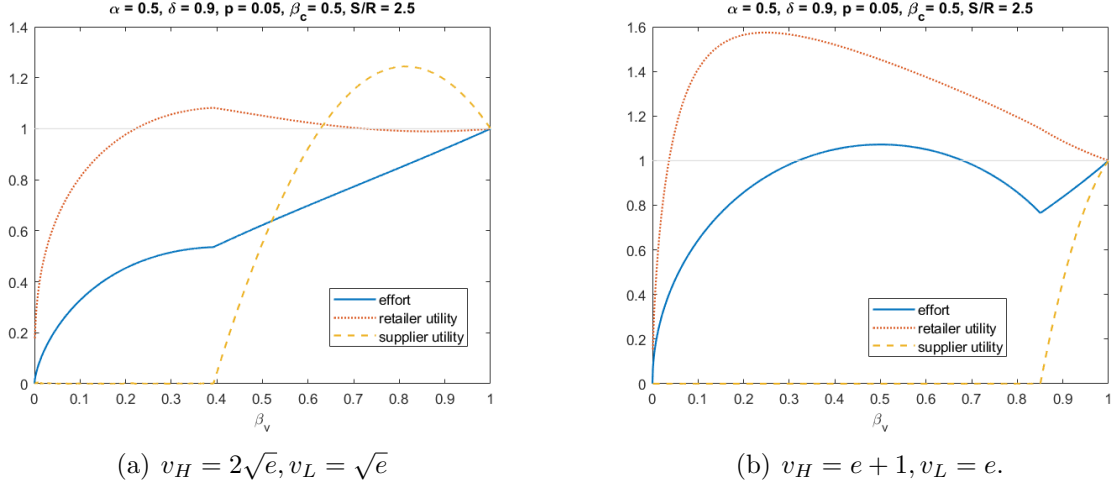 α = 0.5, δ = 0.9, p = 0.05, β_c = 0.5, S/R = 2.5
1.4
1.2
1
0.8
0.6
0.4
0.2
0
0 0.1 0.2 0.3 0.4 0.5 0.6 0.7 0.8 0.9 1
β_v
effort
retailer utility
supplier utility
(a) v_H = 2√e, v_L = √e
α = 0.5, δ = 0.9, p = 0.05, β_c = 0.5, S/R = 2.5
1.6
1.4
1.2
1
0.8
0.6
0.4
0.2
0
0 0.1 0.2 0.3 0.4 0.5 0.6 0.7 0.8 0.9 1
β_v
effort
retailer utility
supplier utility
(b) v_H = e + 1, v_L = e.